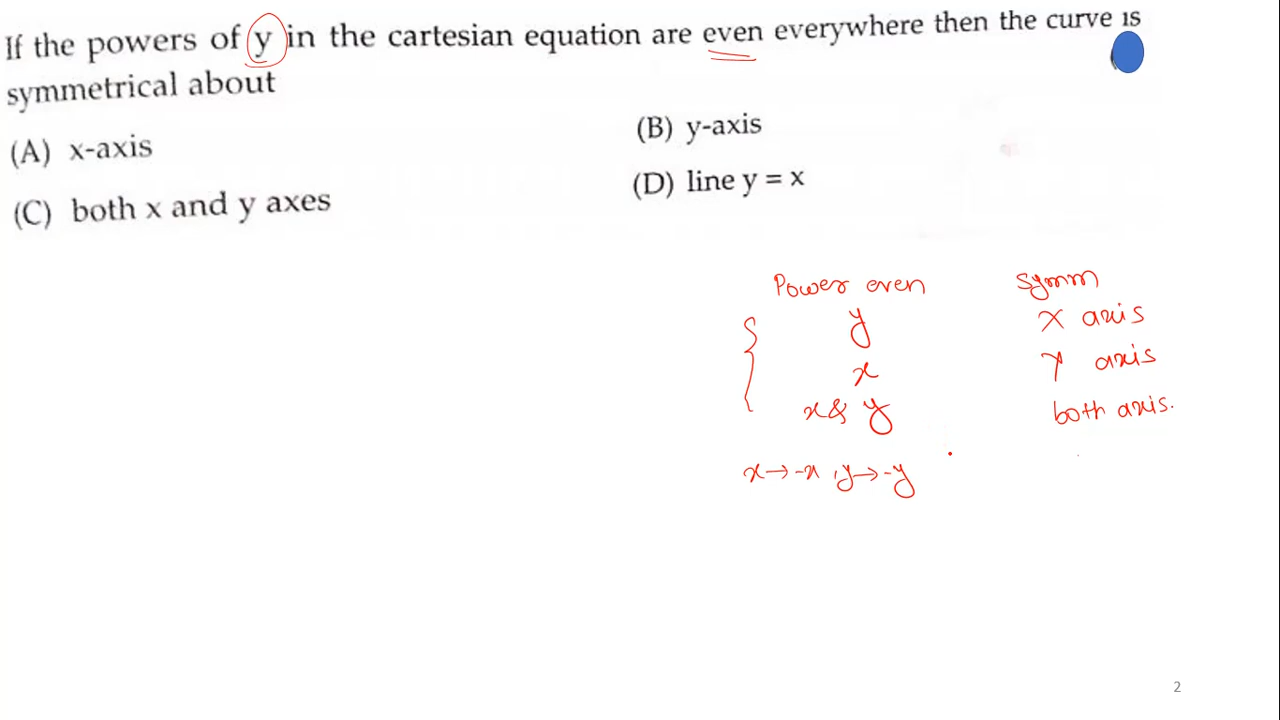 If the powers of y in the cartesian equation are even everywhere then the curve is
symmetrical about
(A) x-axis
(B) y-axis
(C) both x and y axes
(D) line y = x
Power even Symm
y X axis
x Y axis
x & y both axis.
x→-x, y→-y
2